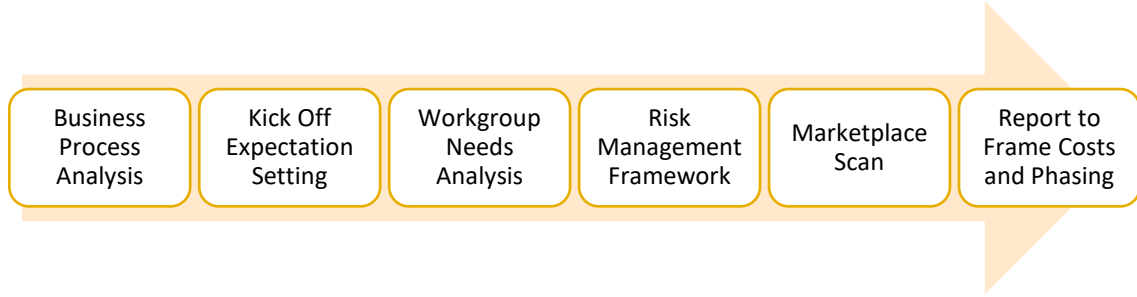 Business
Process
Analysis
Kick Off
Expectation
Setting
Workgroup
Needs
Analysis
Risk
Management
Framework
Marketplace
Scan
Report to
Frame Costs
and Phasing